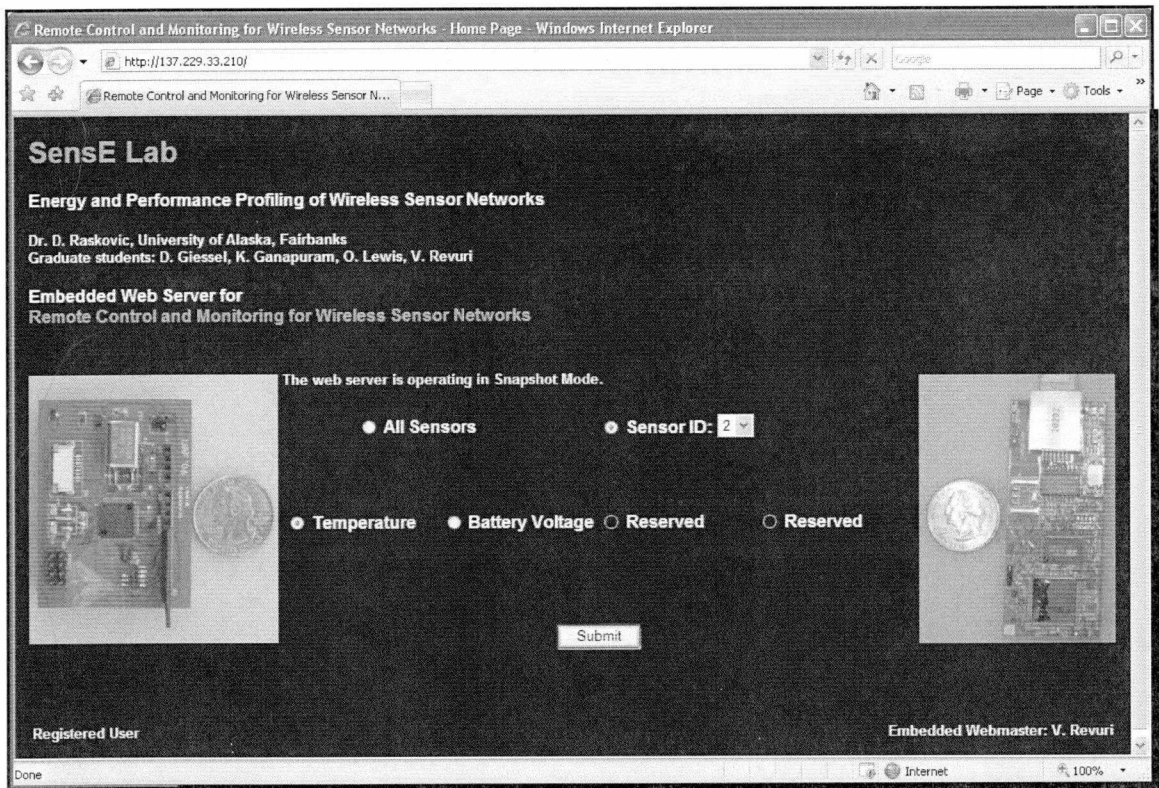 Remote Control and Monitoring for Wireless Sensor Networks - Home Page - Windows Internet Explorer
http://137.229.33.210/
Google
Remote Control and Monitoring for Wireless Sensor N...
Page
Tools
»
SensE Lab
Energy and Performance Profiling of Wireless Sensor Networks
Dr. D. Raskovic, University of Alaska, Fairbanks
Graduate students: D. Giessel, K. Ganapuram, O. Lewis, V. Revuri
Embedded Web Server for
Remote Control and Monitoring for Wireless Sensor Networks
The web server is operating in Snapshot Mode.
All Sensors
Sensor ID: 2
Temperature
Battery Voltage
Reserved
Reserved
Submit
Registered User
Embedded Webmaster: V. Revuri
Done
Internet
100%